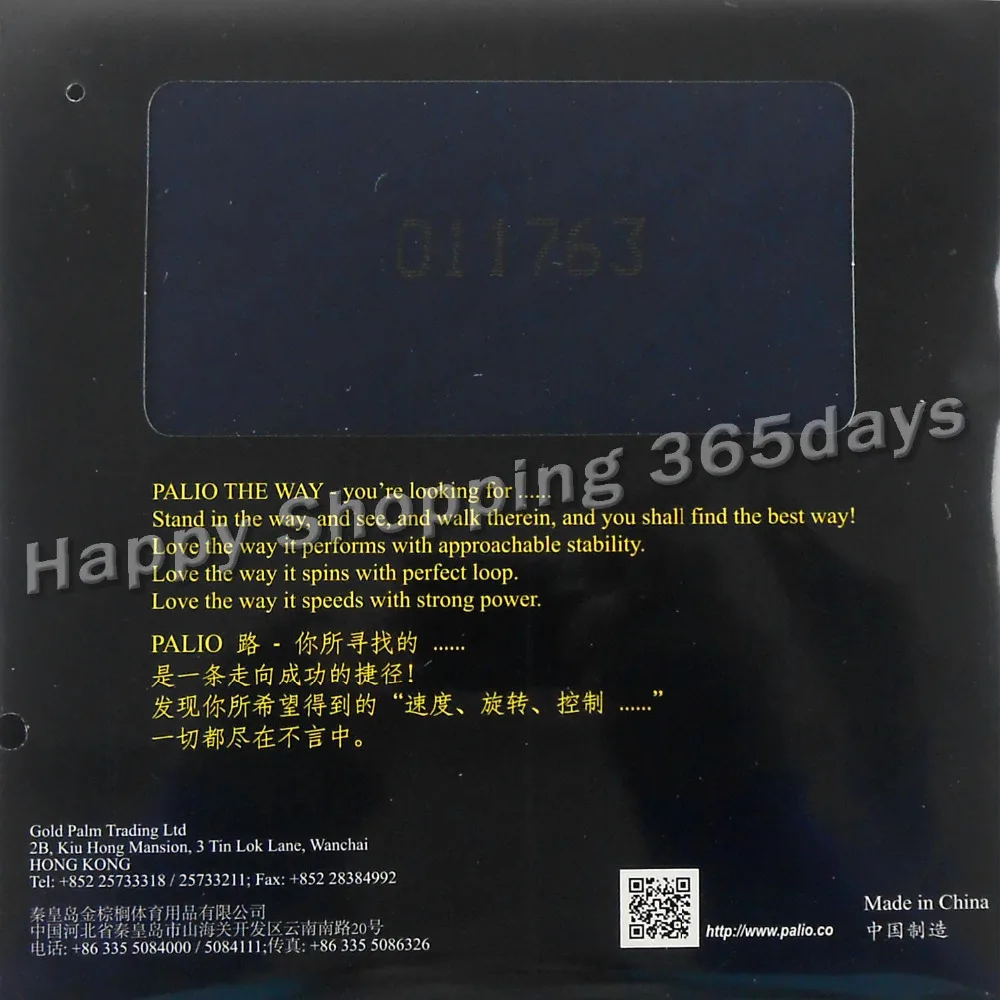 011763
PALIO THE WAY - you're looking for ......
Stand in the way, and see, and walk therein, and you shall find the best way!
Love the way it performs with approachable stability.
Love the way it spins with perfect loop.
Love the way it speeds with strong power.
Happy Shopping 365days
PALIO 路 - 你所寻找的 ......
是一条走向成功的捷径!
发现你所希望得到的“速度、旋转、控制 ......”
一切都尽在不言中。
Gold Palm Trading Ltd
2B, Kiu Hong Mansion, 3 Tin Lok Lane, Wanchai
HONG KONG
Tel: +852 25733318 / 25733211; Fax: +852 28384992
秦皇岛金棕榈体育用品有限公司
中国河北省秦皇岛市山海关开发区云南南路20号
电话: +86 335 5084000 / 5084111;传真: +86 335 5086326
http://www.palio.co
Made in China
中国制造